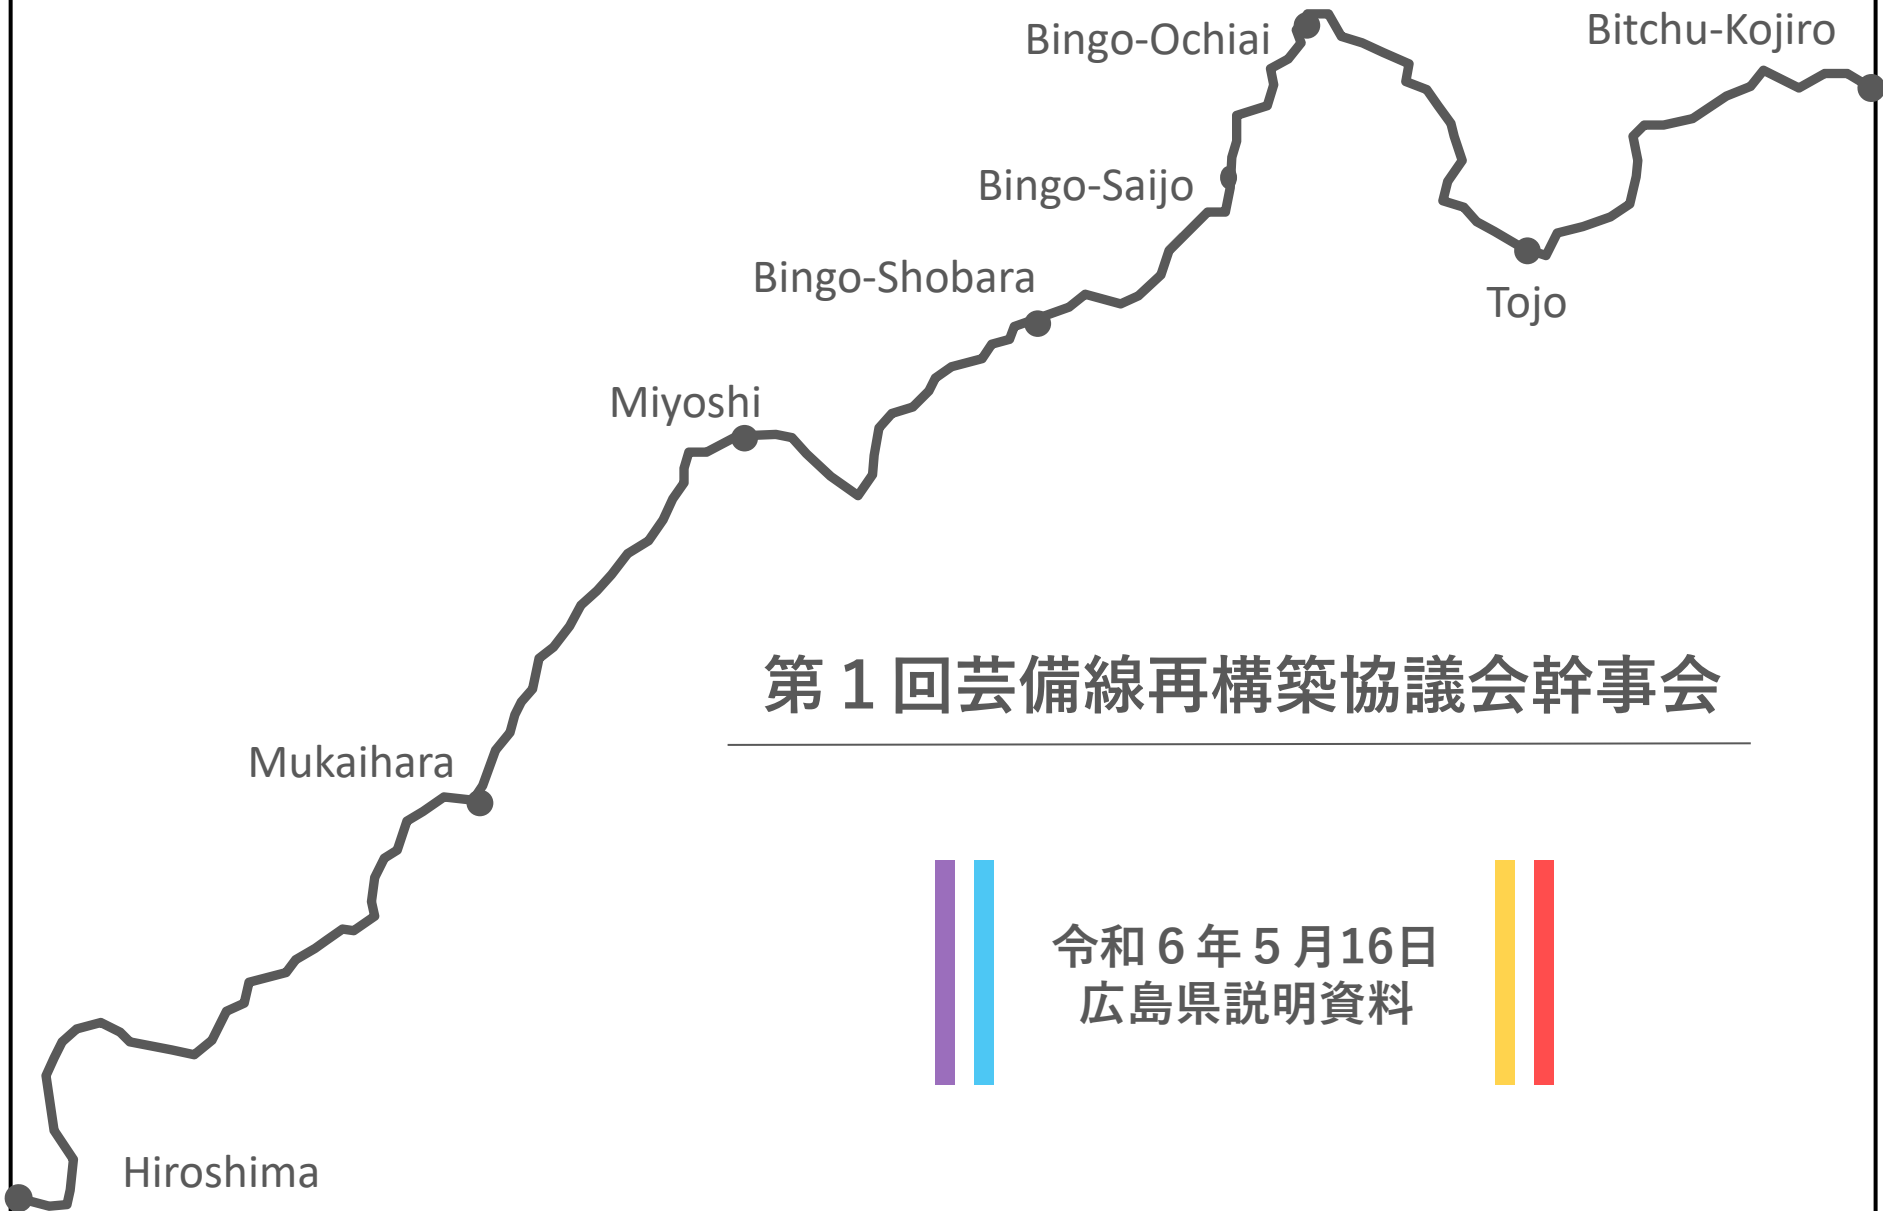 Bingo-Ochiai
Bitchu-Kojiro
Bingo-Saijo
Bingo-Shobara
Tojo
Miyoshi
第１回芸備線再構築協議会幹事会
Mukaihara
令和６年５月16日
広島県説明資料
Hiroshima